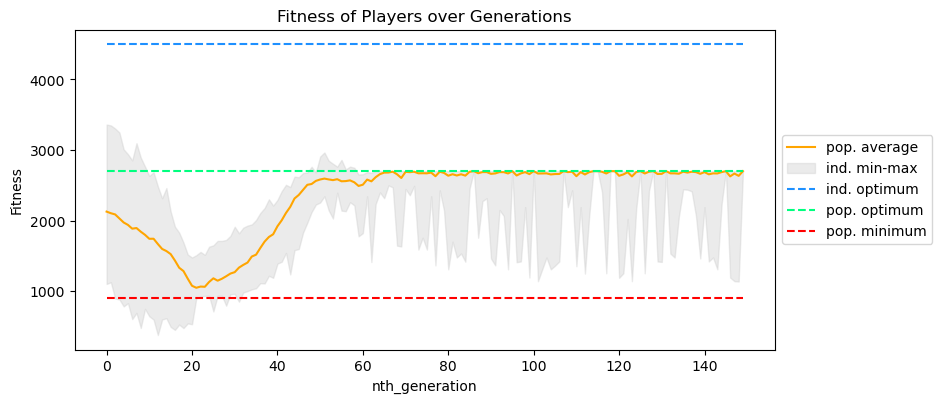 Fitness of Players over Generations
Fitness
4000
3000
2000
1000
0
20
40
60
80
100
120
140
nth_generation
pop. average
ind. min-max
ind. optimum
pop. optimum
pop. minimum